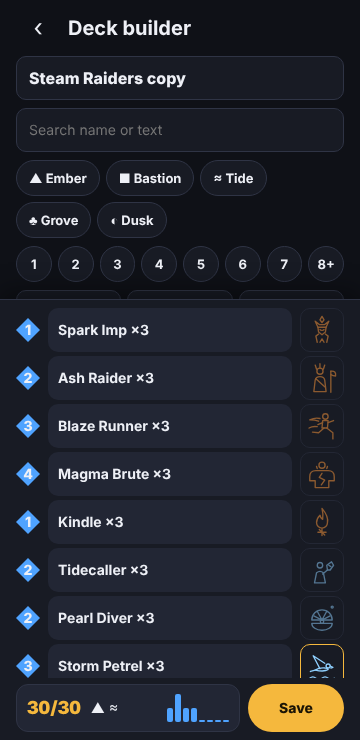 Deck builder
Steam Raiders copy
Search name or text
▲ Ember ■ Bastion ≈ Tide
♣ Grove ◖ Dusk
1 2 3 4 5 6 7 8+
1 Spark Imp ×3
2 Ash Raider ×3
3 Blaze Runner ×3
4 Magma Brute ×3
1 Kindle ×3
2 Tidecaller ×3
2 Pearl Diver ×3
3 Storm Petrel ×3
30/30 ▲ ≈ Save